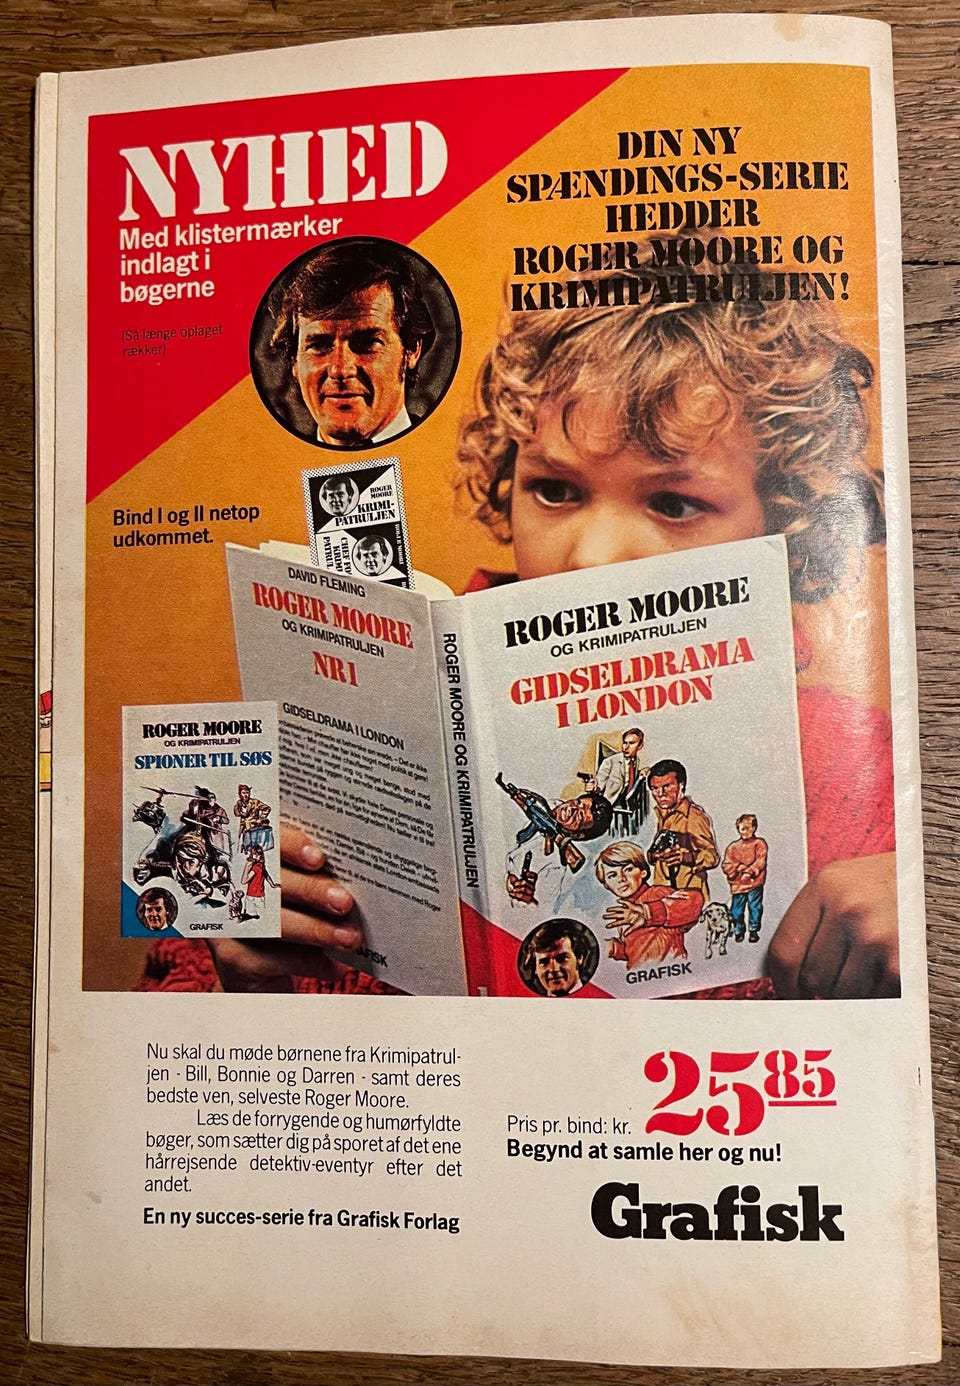 NYHED
Med klistermærker
indlagt i
bøgerne
(Så længe oplaget
rækker)
DIN NY
SPÆNDINGS-SERIE
HEDDER
ROGER MOORE OG
KRIMIPATRULJEN!
Bind I og II netop
udkommet.
ROGER
MOORE
KRIMI-
PATRULJEN
DAVID FLEMING
ROGER MOORE
OG KRIMIPATRULJEN
NR1
GIDSELDRAMA I LONDON
ROGER MOORE OG KRIMIPATRULJEN
ROGER MOORE
OG KRIMIPATRULJEN
GIDSELDRAMA
I LONDON
GRAFISK
ROGER MOORE
OG KRIMIPATRULJEN
SPIONER TIL SØS
GRAFISK
Nu skal du møde børnene fra Krimipatrul-
jen - Bill, Bonnie og Darren - samt deres
bedste ven, selveste Roger Moore.
Læs de forrygende og humørfyldte
bøger, som sætter dig på sporet af det ene
hårrejsende detektiv-eventyr efter det
andet.
En ny succes-serie fra Grafisk Forlag
Pris pr. bind: kr. 25 85
Begynd at samle her og nu!
Grafisk